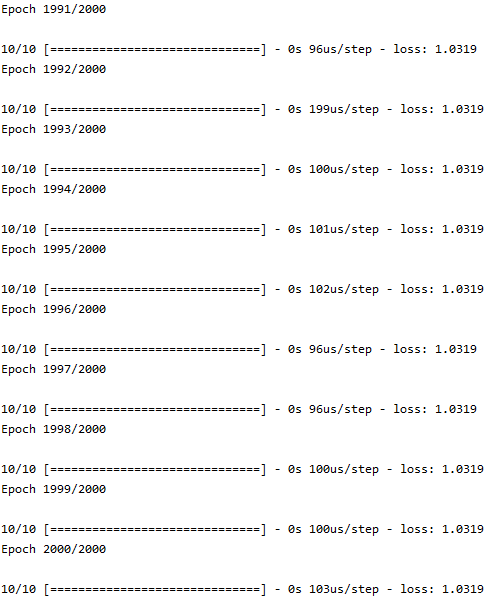 Epoch 1991/2000
10/10 [==============================] - 0s 96us/step - loss: 1.0319
Epoch 1992/2000
10/10 [==============================] - 0s 199us/step - loss: 1.0319
Epoch 1993/2000
10/10 [==============================] - 0s 100us/step - loss: 1.0319
Epoch 1994/2000
10/10 [==============================] - 0s 101us/step - loss: 1.0319
Epoch 1995/2000
10/10 [==============================] - 0s 102us/step - loss: 1.0319
Epoch 1996/2000
10/10 [==============================] - 0s 96us/step - loss: 1.0319
Epoch 1997/2000
10/10 [==============================] - 0s 96us/step - loss: 1.0319
Epoch 1998/2000
10/10 [==============================] - 0s 100us/step - loss: 1.0319
Epoch 1999/2000
10/10 [==============================] - 0s 100us/step - loss: 1.0319
Epoch 2000/2000
10/10 [==============================] - 0s 103us/step - loss: 1.0319